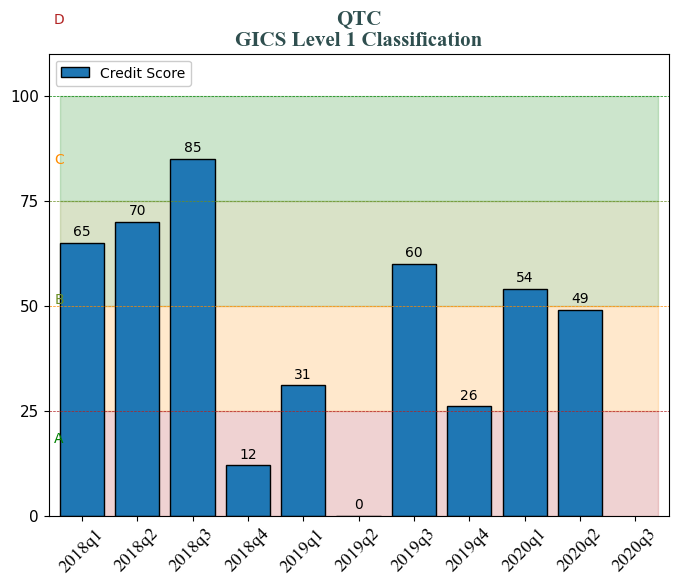 D
QTC
GICS Level 1 Classification
Credit Score
100
C
85
75
70
65
60
54
B
50
49
31
26
25
A
12
0
0
2018q1
2018q2
2018q3
2018q4
2019q1
2019q2
2019q3
2019q4
2020q1
2020q2
2020q3